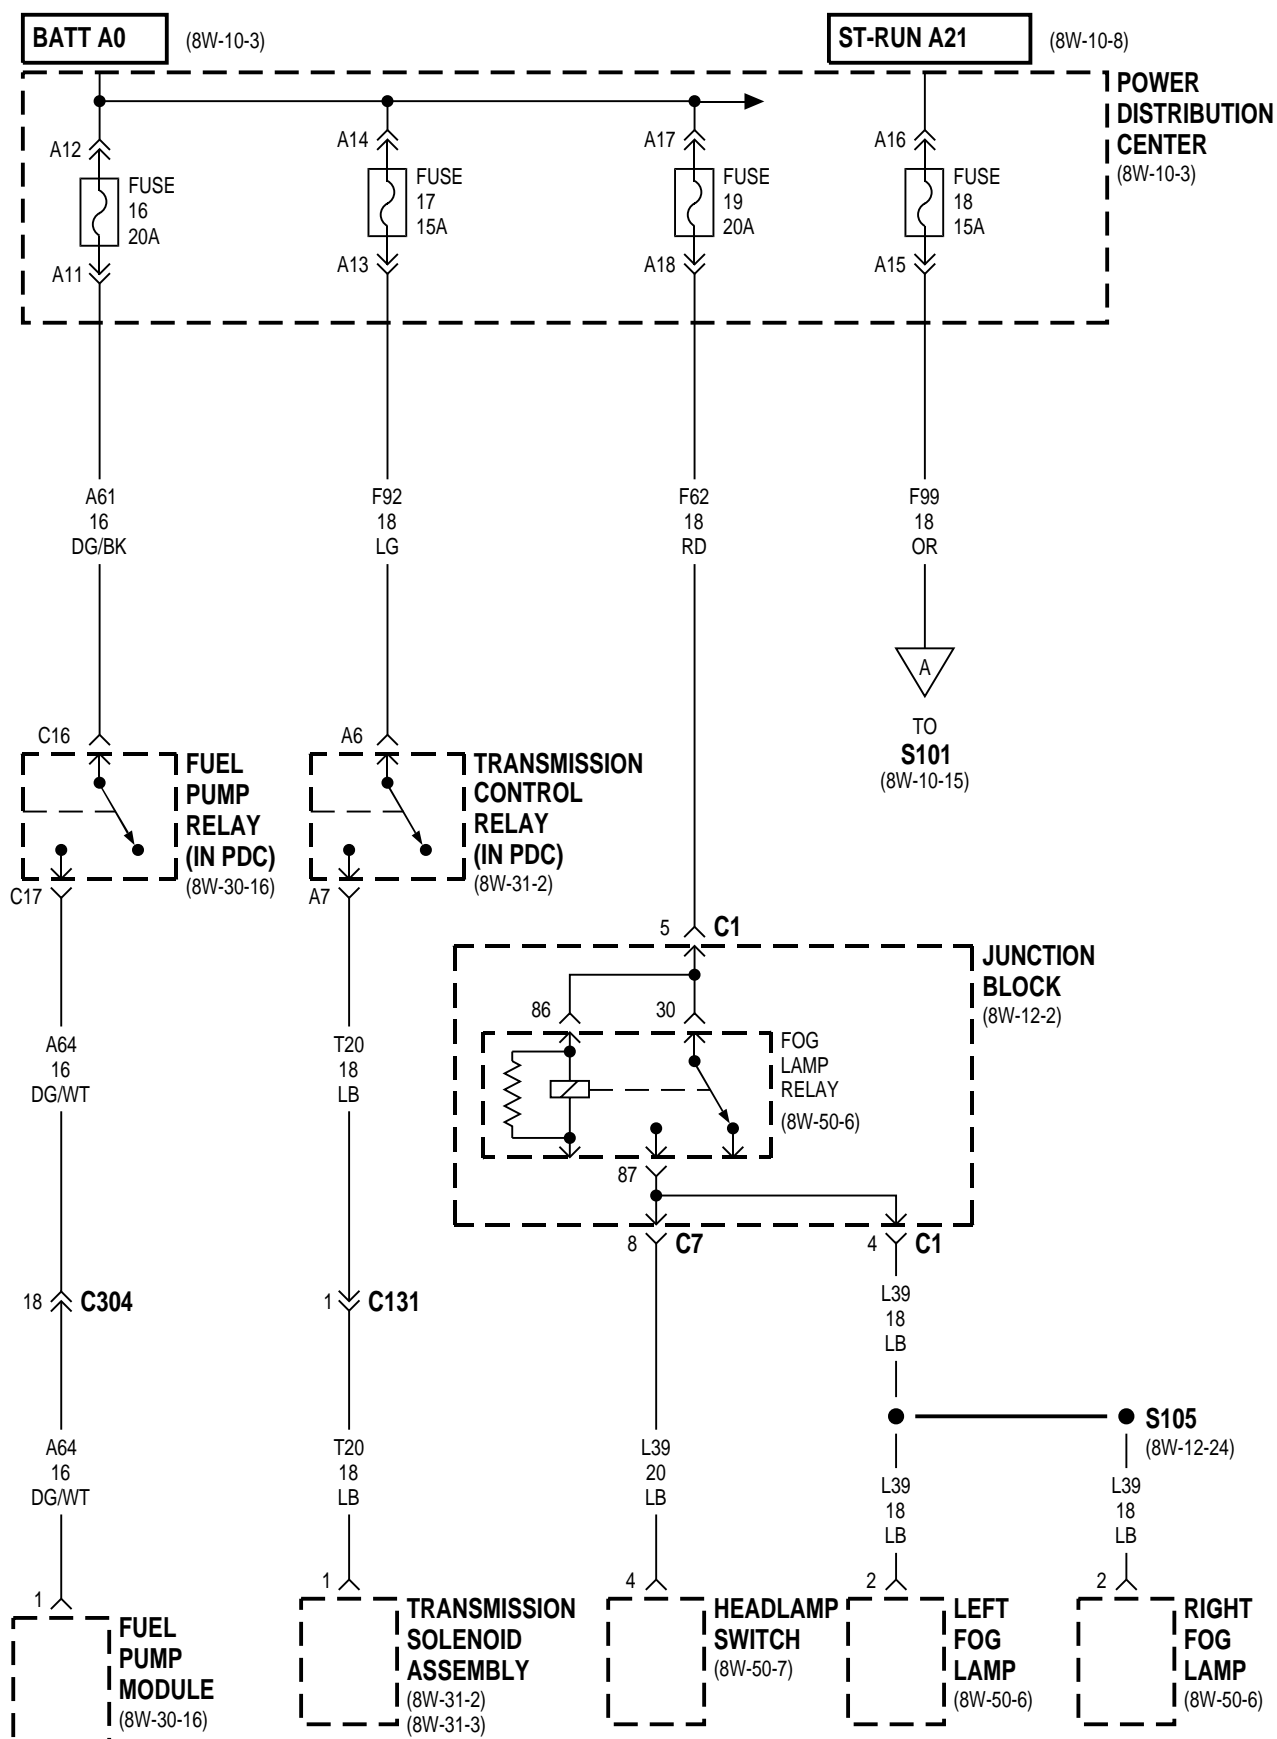 BATT A0
(8W-10-3)
ST-RUN A21
(8W-10-8)
POWER
DISTRIBUTION
CENTER
(8W-10-3)
A12
FUSE
16
20A
A11
A14
FUSE
17
15A
A13
A17
FUSE
19
20A
A18
A16
FUSE
18
15A
A15
A61
16
DG/BK
F92
18
LG
F62
18
RD
F99
18
OR
A
TO
S101
(8W-10-15)
C16
FUEL
PUMP
RELAY
(IN PDC)
(8W-30-16)
C17
A6
TRANSMISSION
CONTROL
RELAY
(IN PDC)
(8W-31-2)
A7
5 C1
JUNCTION
BLOCK
(8W-12-2)
86
30
FOG
LAMP
RELAY
(8W-50-6)
87
8 C7
4 C1
A64
16
DG/WT
T20
18
LB
L39
18
LB
18 C304
1 C131
S105
(8W-12-24)
A64
16
DG/WT
T20
18
LB
L39
20
LB
L39
18
LB
L39
18
LB
1
FUEL
PUMP
MODULE
(8W-30-16)
1
TRANSMISSION
SOLENOID
ASSEMBLY
(8W-31-2)
(8W-31-3)
4
HEADLAMP
SWITCH
(8W-50-7)
2
LEFT
FOG
LAMP
(8W-50-6)
2
RIGHT
FOG
LAMP
(8W-50-6)